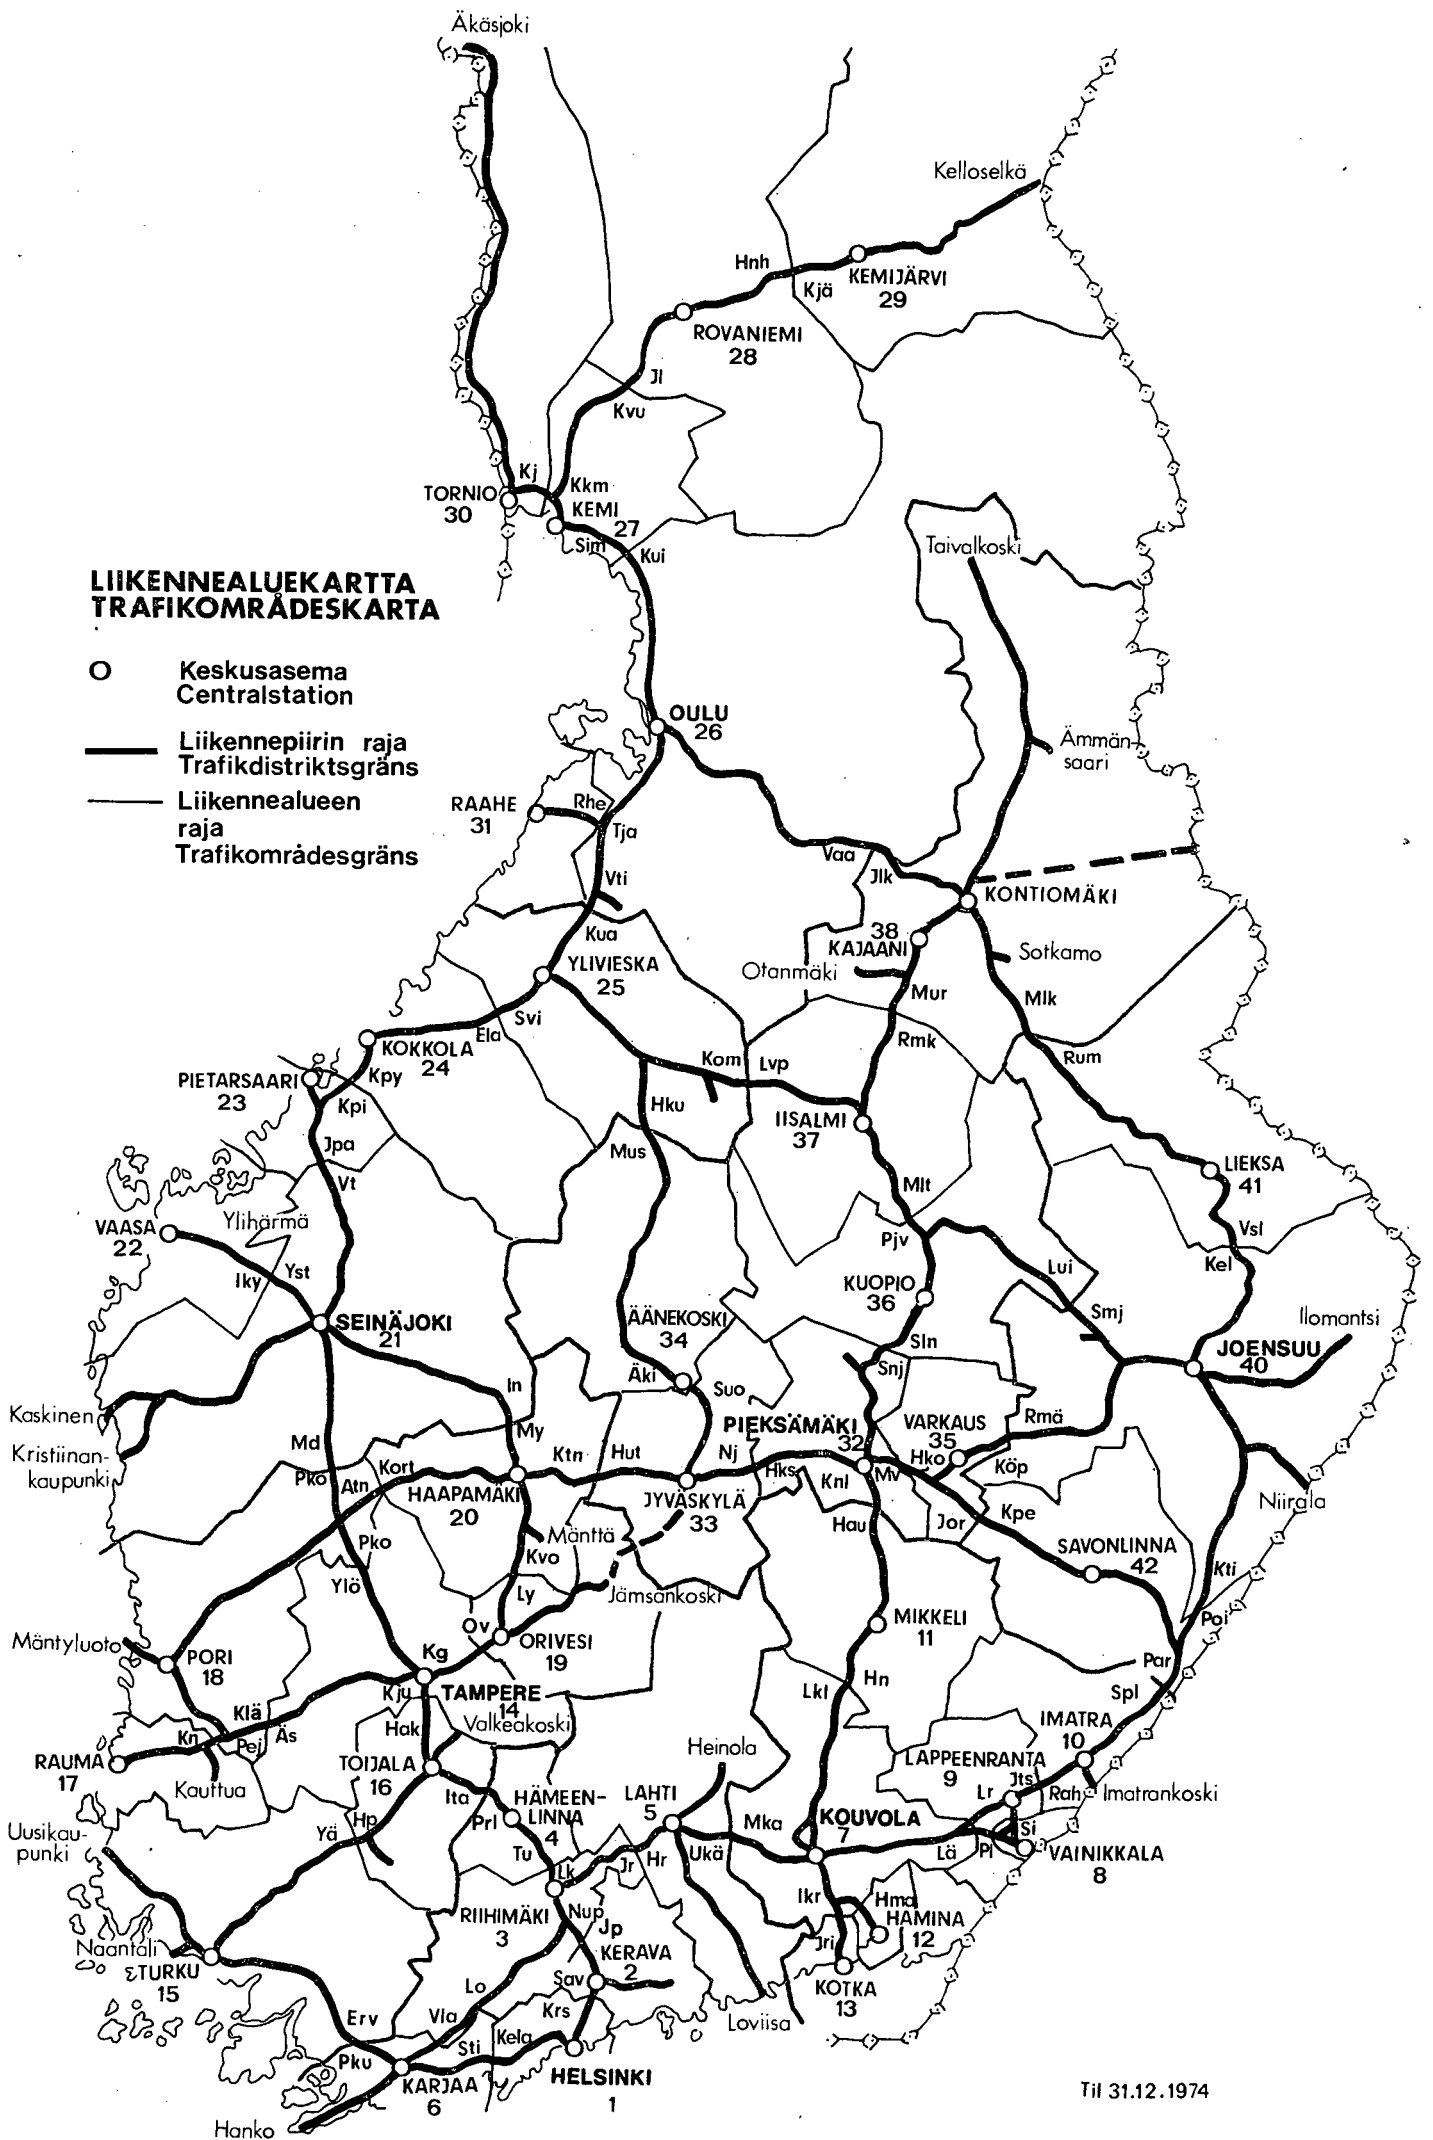 Äkäsjoki
Kelloselkä
Hnh
Kjä
KEMIJÄRVI
29
ROVANIEMI
28
Jl
Kvu
Kj
Kkm
TORNIO
30
KEMI
27
Sim
Kui
Taivalkoski
LIIKENNEALUEKARTTA
TRAFIKOMRÅDESKARTA
Keskusasema
Centralstation
Liikennepiirin raja
Trafikdistriktsgräns
Liikennealueen
raja
Trafikområdesgräns
OULU
26
Ämmän-
saari
RAAHE
31
Rhe
Tja
Vaa
Jlk
Vti
KONTIOMÄKI
Kua
38
KAJAANI
Sotkamo
YLIVIESKA
25
Otanmäki
Mur
Mlk
Svi
Ela
Rmk
Rum
KOKKOLA
24
Kom
Lvp
PIETARSAARI
23
Kpy
Kpi
Hku
IISALMI
37
Jpa
Mus
LIEKSA
41
Vt
Mlt
VAASA
22
Ylihärmä
Vsl
Pjv
Iky
Yst
Kel
Lui
KUOPIO
36
SEINÄJOKI
21
ÄÄNEKOSKI
34
Smj
Ilomantsi
Sln
JOENSUU
40
Snj
Äki
Suo
In
Kaskinen
Kristiinan-
kaupunki
My
PIEKSÄMÄKI
32
VARKAUS
35
Rmä
Md
Ktn
Hut
Nj
Hks
Knl
Mv
Hko
Köp
Pko
Atn
Kort
HAAPAMÄKI
20
JYVÄSKYLÄ
33
Niirala
Hau
Jor
Kpe
Mänttä
Pko
Kvo
SAVONLINNA
42
Ylö
Ly
Jämsänkoski
Kti
Mäntyluoto
Ov
ORIVESI
19
MIKKELI
11
Poi
PORI
18
Kg
Par
Kju
TAMPERE
14
Lkl
Hn
Spl
Klä
Äs
Hak
Valkeakoski
IMATRA
10
Kn
Pej
RAUMA
17
TOIJALA
16
Heinola
LAPPEENRANTA
9
Kauttua
Ita
HÄMEEN-
LINNA
4
LAHTI
5
Lr
Jts
Rah
Imatrankoski
Uusikau-
punki
Yä
Hp
Prl
Mka
KOUVOLA
7
Si
Tu
Ukä
Lä
Pl
VAINIKKALA
8
Lk
Jr
Hr
Ikr
Hma
RIIHIMÄKI
3
Nup
Jp
HAMINA
12
Naantali
TURKU
15
KERAVA
2
Jri
Sav
KOTKA
13
Lo
Erv
Vla
Krs
Loviisa
Sti
Kela
Pku
KARJAA
6
HELSINKI
1
Hanko
Til 31.12.1974